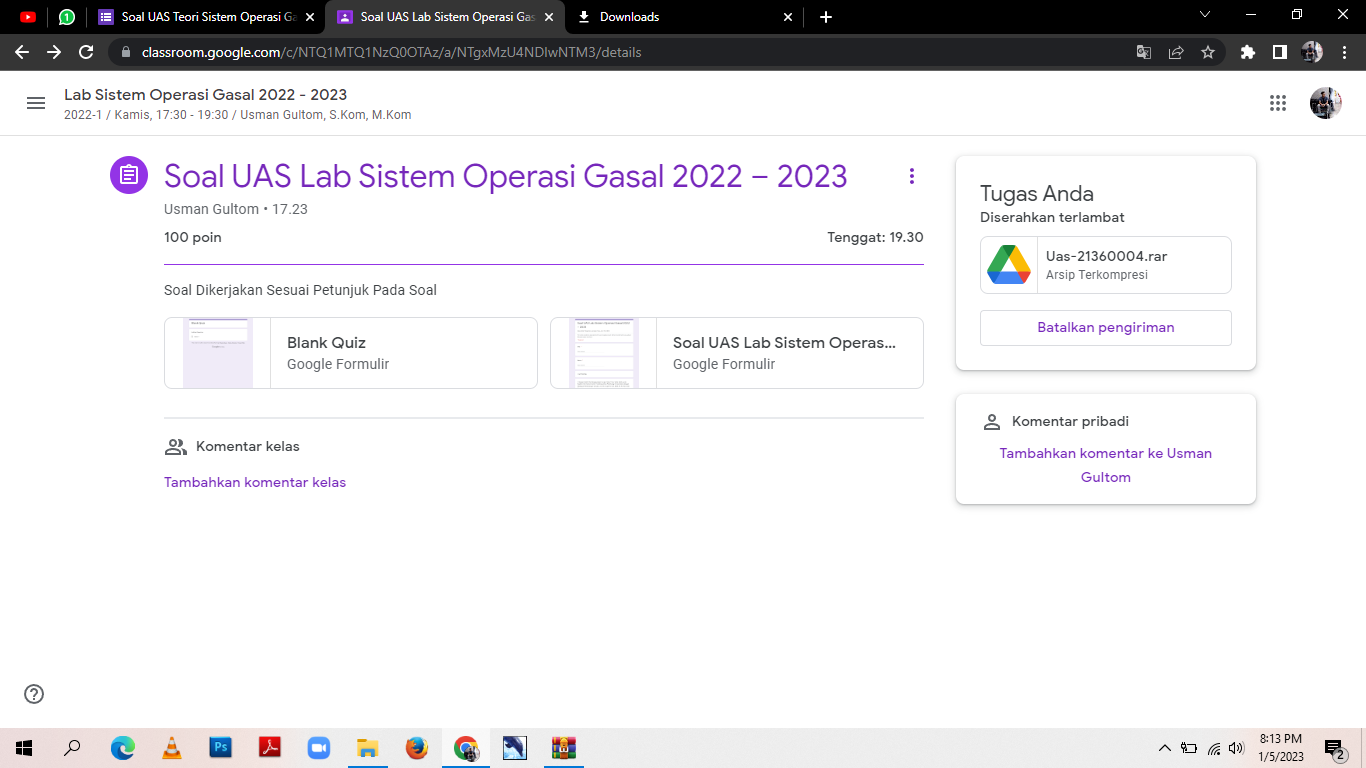 Soal UAS Teori Sistem Operasi Ga
Soal UAS Lab Sistem Operasi Gas
Downloads
classroom.google.com/c/NTQ1MTQ1NzQ0OTAz/a/NTgxMzU4NDIwNTM3/details
Lab Sistem Operasi Gasal 2022 - 2023
2022-1 / Kamis, 17:30 - 19:30 / Usman Gultom, S.Kom, M.Kom
Soal UAS Lab Sistem Operasi Gasal 2022 – 2023
Usman Gultom • 17.23
100 poin
Tenggat: 19.30
Soal Dikerjakan Sesuai Petunjuk Pada Soal
Blank Quiz
Google Formulir
Soal UAS Lab Sistem Operas...
Google Formulir
Komentar kelas
Tambahkan komentar kelas
Tugas Anda
Diserahkan terlambat
Uas-21360004.rar
Arsip Terkompresi
Batalkan pengiriman
Komentar pribadi
Tambahkan komentar ke Usman
Gultom
Ps
8:13 PM
1/5/2023
2